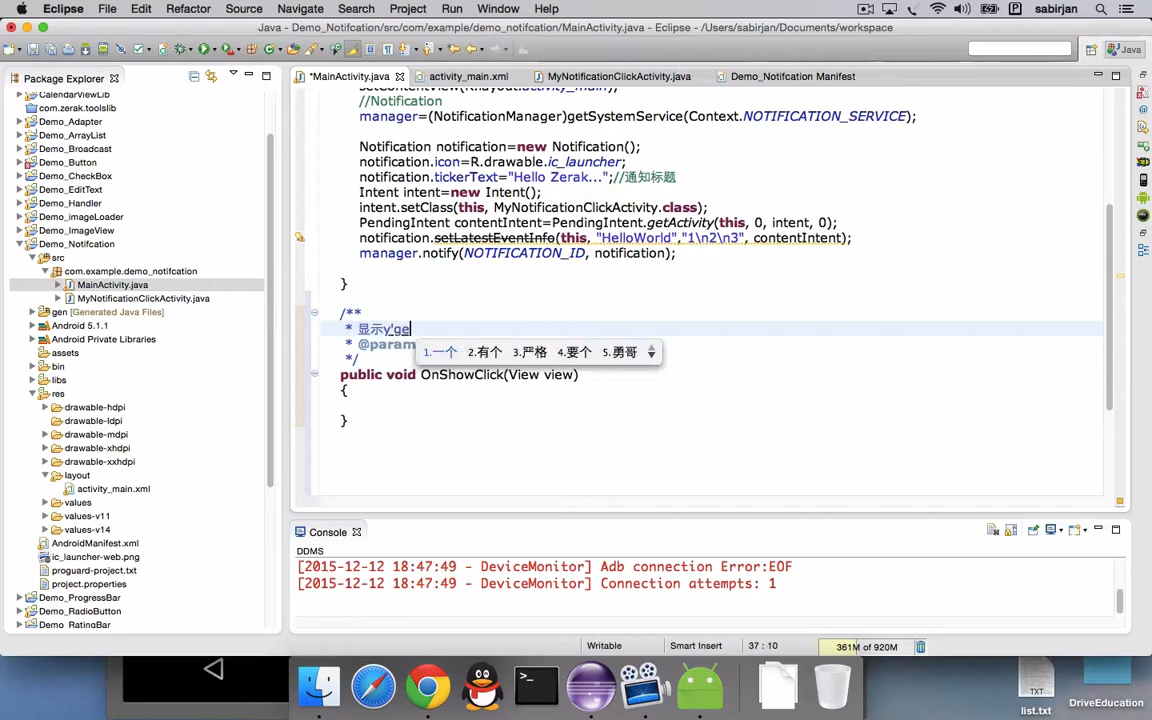 Eclipse File Edit Refactor Source Navigate Search Project Run Window Help sabirjan
Java - Demo_Notifcation/src/com/example/demo_notifcation/MainActivity.java - Eclipse - /Users/sabirjan/Documents/workspace
Java
Package Explorer
*MainActivity.java activity_main.xml MyNotificationClickActivity.java Demo_Notifcation Manifest
CalendarViewLib
com.zerak.toolslib
Demo_Adapter
Demo_ArrayList
Demo_Broadcast
Demo_Button
Demo_CheckBox
Demo_EditText
Demo_Handler
Demo_imageLoader
Demo_ImageView
Demo_Notifcation
src
com.example.demo_notifcation
MainActivity.java
MyNotificationClickActivity.java
gen [Generated Java Files]
Android 5.1.1
Android Private Libraries
assets
bin
libs
res
drawable-hdpi
drawable-ldpi
drawable-mdpi
drawable-xhdpi
drawable-xxhdpi
layout
activity_main.xml
values
values-v11
values-v14
AndroidManifest.xml
ic_launcher-web.png
proguard-project.txt
project.properties
Demo_ProgressBar
Demo_RadioButton
Demo_RatingBar
setContentView(R.layout.activity_main);
//Notification
manager=(NotificationManager)getSystemService(Context.NOTIFICATION_SERVICE);
Notification notification=new Notification();
notification.icon=R.drawable.ic_launcher;
notification.tickerText="Hello Zerak...";//通知标题
Intent intent=new Intent();
intent.setClass(this, MyNotificationClickActivity.class);
PendingIntent contentIntent=PendingIntent.getActivity(this, 0, intent, 0);
notification.setLatestEventInfo(this, "HelloWorld","1\n2\n3", contentIntent);
manager.notify(NOTIFICATION_ID, notification);
}
/**
* 显示y'ge
* @param
1.一个 2.有个 3.严格 4.要个 5.勇哥
*/
public void OnShowClick(View view)
{
}
Console
DDMS
[2015-12-12 18:47:49 - DeviceMonitor] Adb connection Error:EOF
[2015-12-12 18:47:49 - DeviceMonitor] Connection attempts: 1
Writable Smart Insert 37 : 10 361M of 920M
TXT
list.txt
DriveEducation